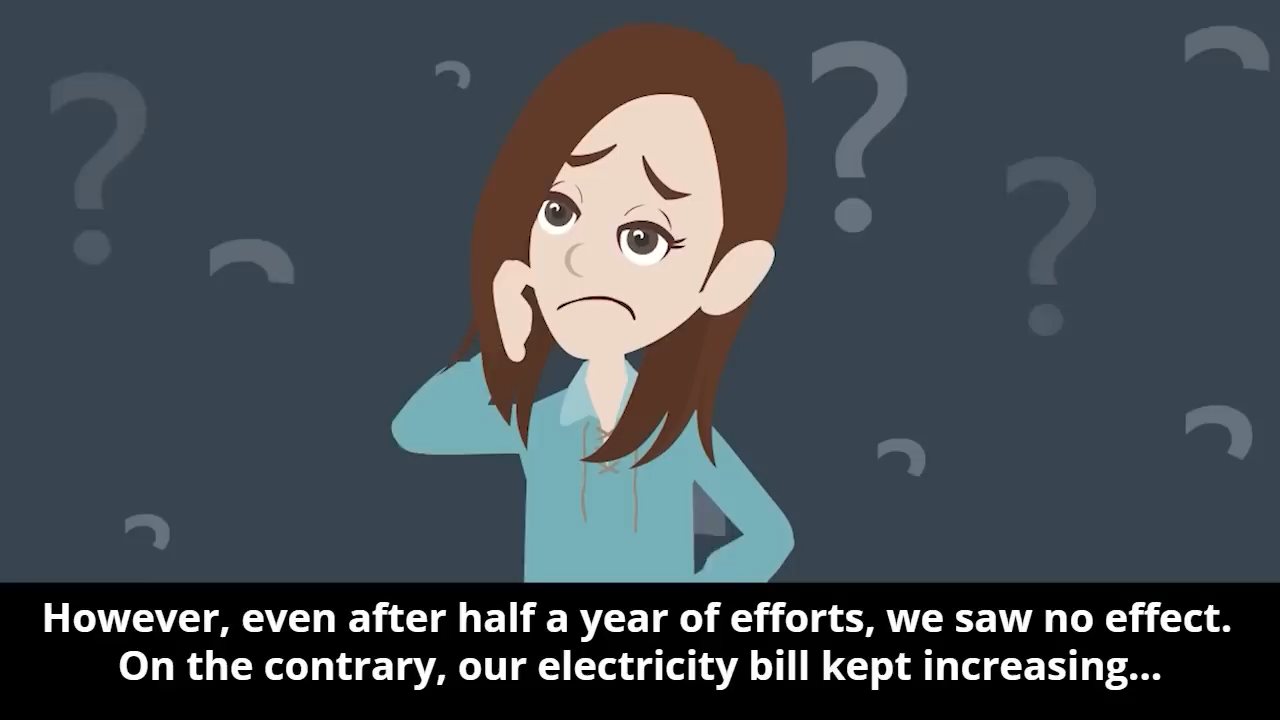 However, even after half a year of efforts, we saw no effect.
On the contrary, our electricity bill kept increasing...